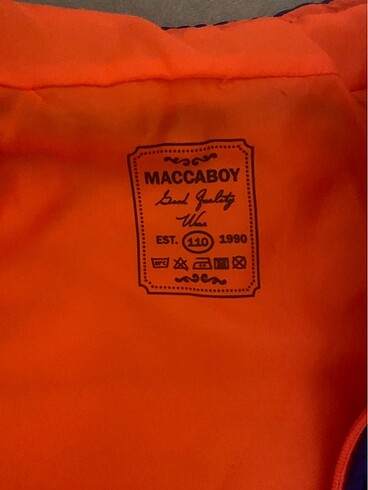 MACCABOY
Good Quality
Wear
EST. 110 1990